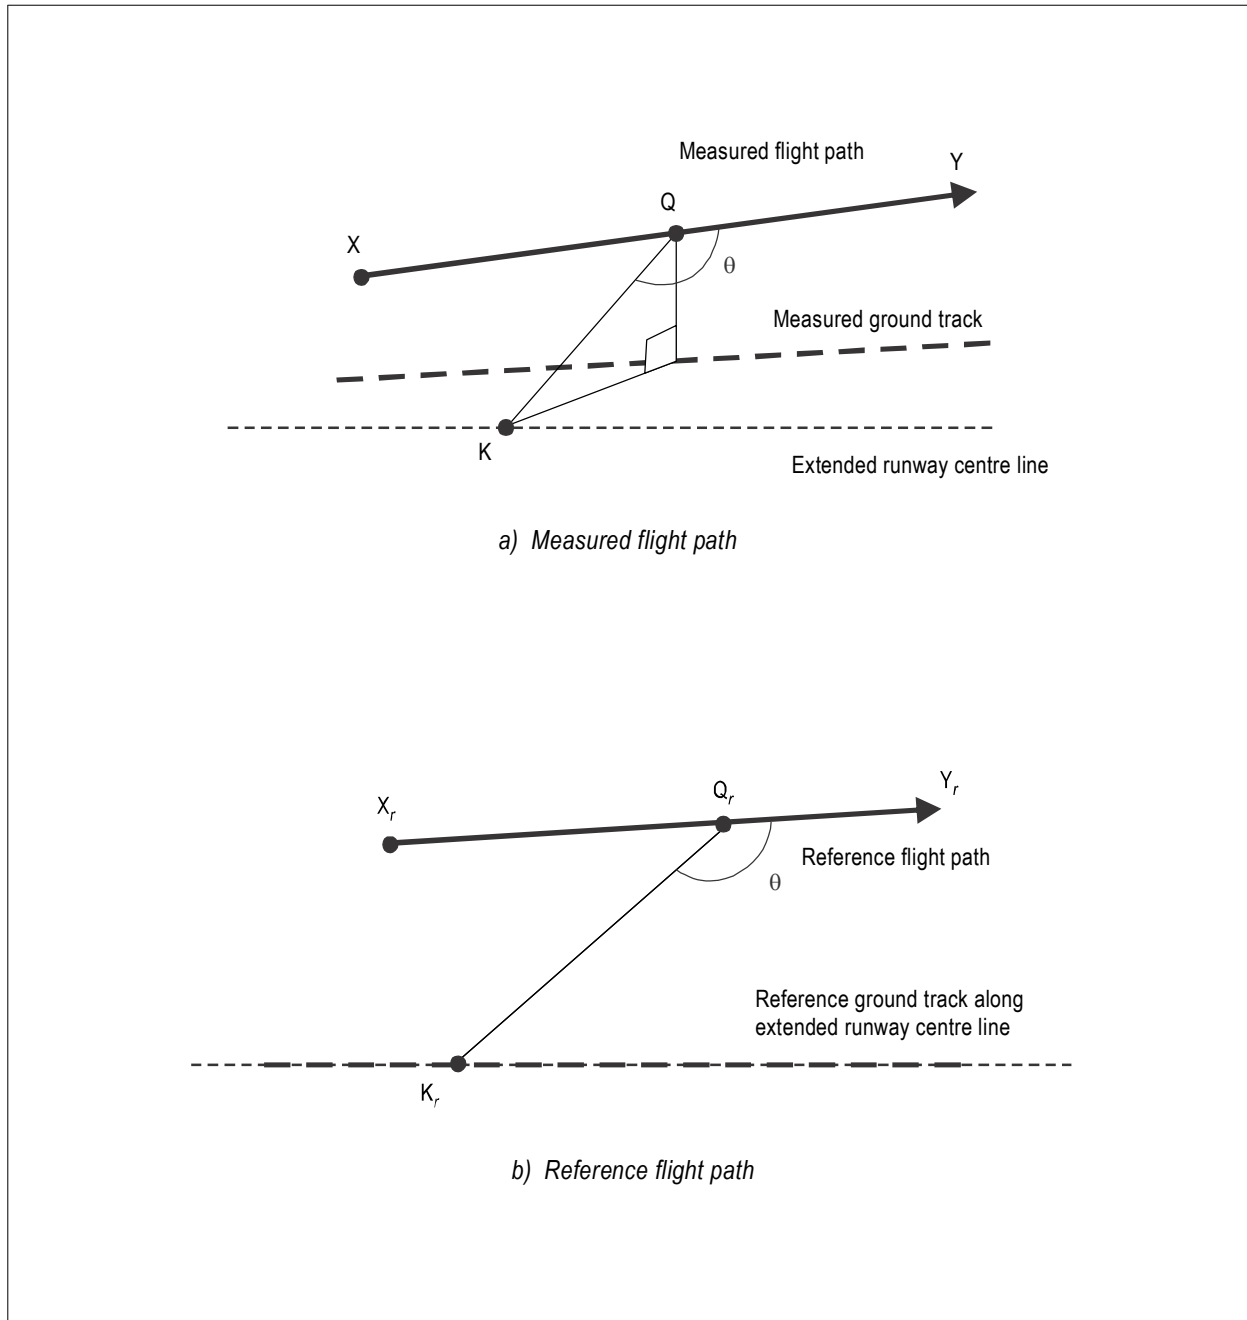 Measured flight path
Y
Q
X
θ
Measured ground track
K
Extended runway centre line
a) Measured flight path
Xr
Qr
Yr
Reference flight path
θ
Reference ground track along
extended runway centre line
Kr
b) Reference flight path